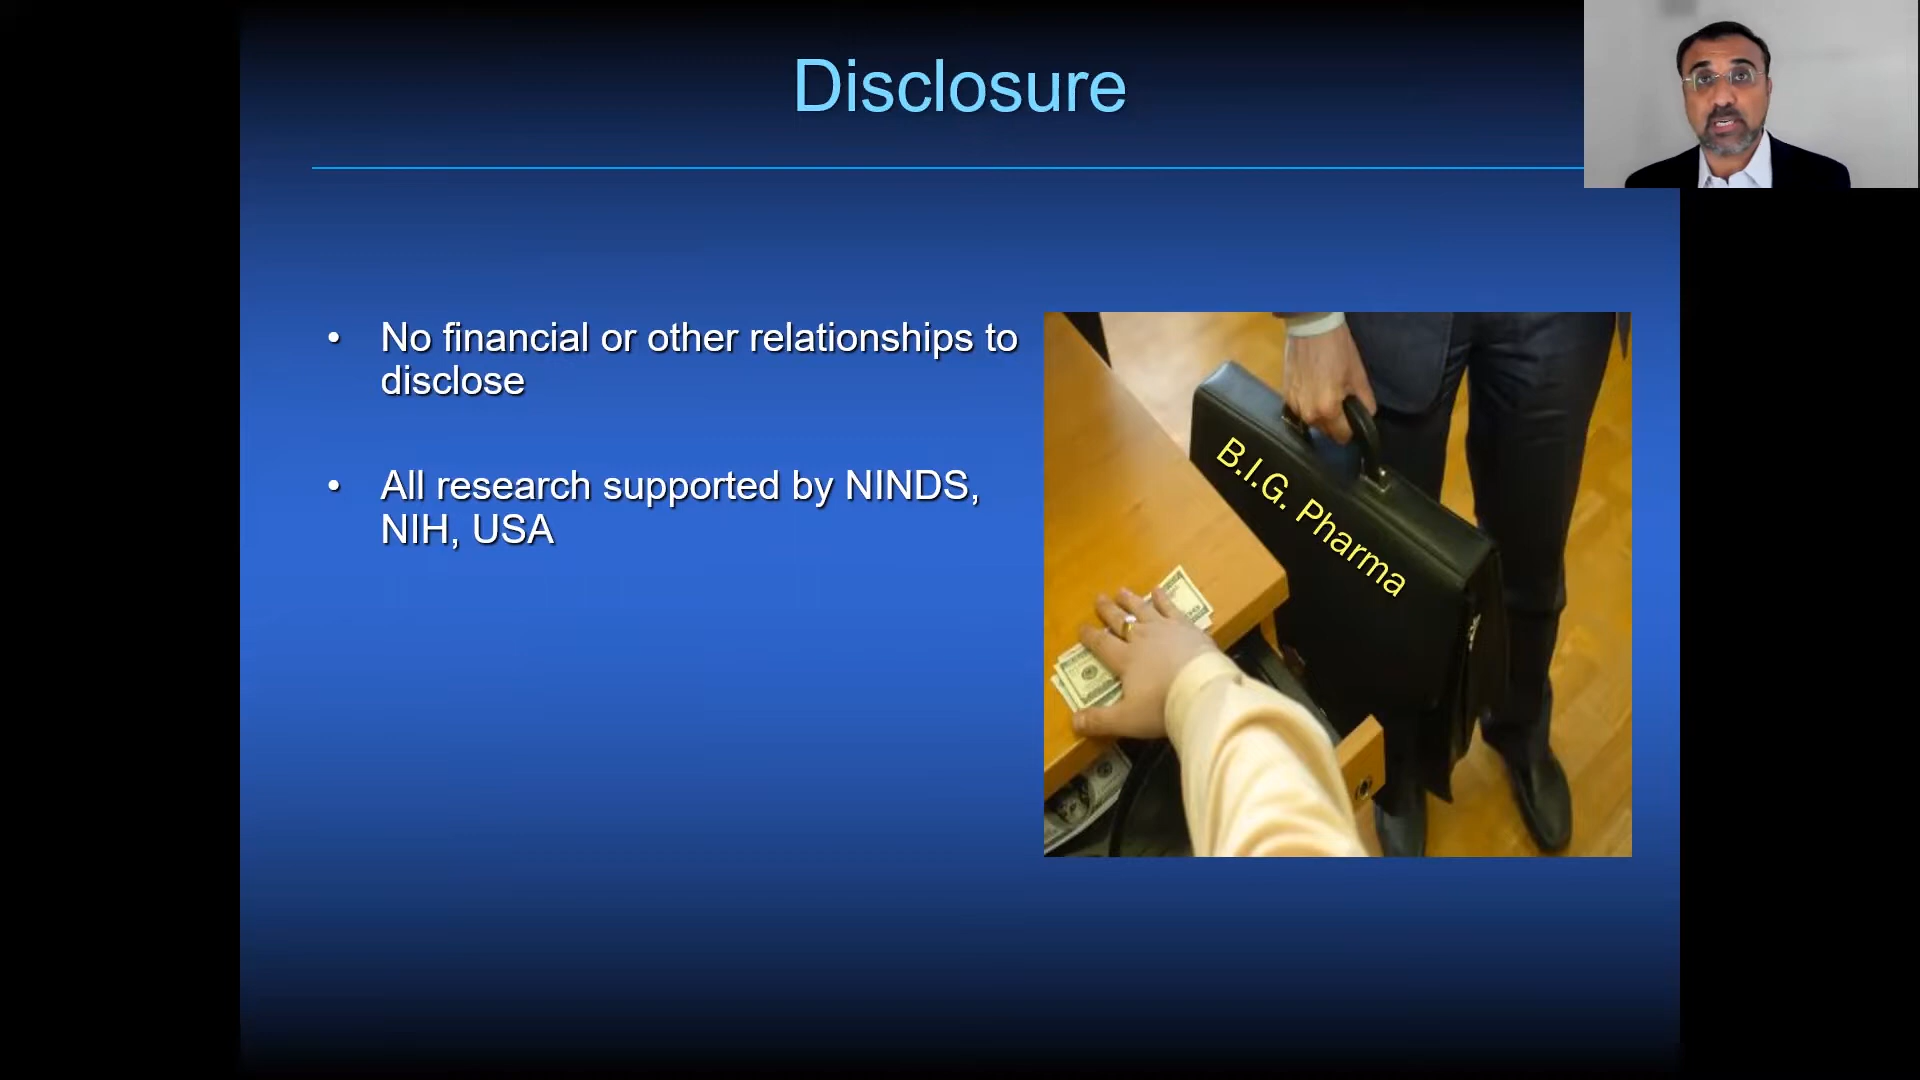 Disclosure
• No financial or other relationships to
disclose
• All research supported by NINDS,
NIH, USA
B.I.G. Pharma